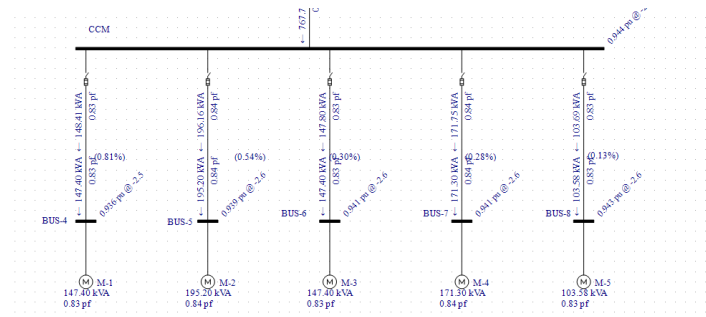 CCM
767.7
0.944 pu @ -2
148.41 kVA
0.83 pf
196.16 kVA
0.84 pf
147.80 kVA
0.83 pf
171.75 kVA
0.84 pf
103.69 kVA
0.83 pf
(0.81%)
(0.54%)
(0.30%)
(0.28%)
(0.13%)
147.40 kVA
0.83 pf
195.20 kVA
0.84 pf
147.40 kVA
0.83 pf
171.30 kVA
0.84 pf
103.58 kVA
0.83 pf
0.936 pu @ -2.5
0.939 pu @ -2.6
0.941 pu @ -2.6
0.941 pu @ -2.6
0.943 pu @ -2.6
BUS-4
BUS-5
BUS-6
BUS-7
BUS-8
M M-1
147.40 kVA
0.83 pf
M M-2
195.20 kVA
0.84 pf
M M-3
147.40 kVA
0.83 pf
M M-4
171.30 kVA
0.84 pf
M M-5
103.58 kVA
0.83 pf